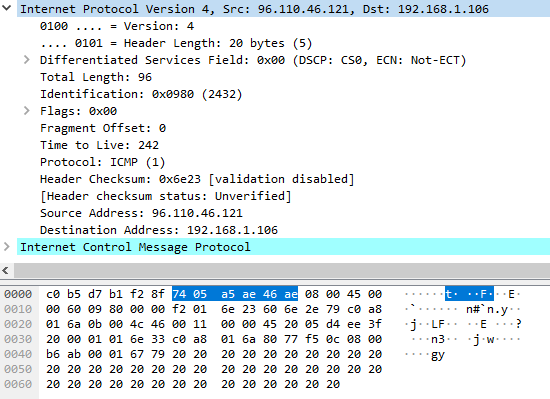 Internet Protocol Version 4, Src: 96.110.46.121, Dst: 192.168.1.106
0100 .... = Version: 4
.... 0101 = Header Length: 20 bytes (5)
Differentiated Services Field: 0x00 (DSCP: CS0, ECN: Not-ECT)
Total Length: 96
Identification: 0x0980 (2432)
Flags: 0x00
Fragment Offset: 0
Time to Live: 242
Protocol: ICMP (1)
Header Checksum: 0x6e23 [validation disabled]
[Header checksum status: Unverified]
Source Address: 96.110.46.121
Destination Address: 192.168.1.106
Internet Control Message Protocol
0000 c0 b5 d7 b1 f2 8f 74 05 a5 ae 46 ae 08 00 45 00 ······t· ··F···E·
0010 00 60 09 80 00 00 f2 01 6e 23 60 6e 2e 79 c0 a8 ·`······ n#`n.y··
0020 01 6a 0b 00 4c 46 00 11 00 00 45 20 05 d4 ee 3f ·j··LF·· ··E ···?
0030 20 00 01 01 6e 33 c0 a8 01 6a 80 77 f5 0c 08 00 ···n3·· ·j·w····
0040 b6 ab 00 01 67 79 20 20 20 20 20 20 20 20 20 20 ····gy
0050 20 20 20 20 20 20 20 20 20 20 20 20 20 20 20 20
0060 20 20 20 20 20 20 20 20 20 20 20 20 20 20